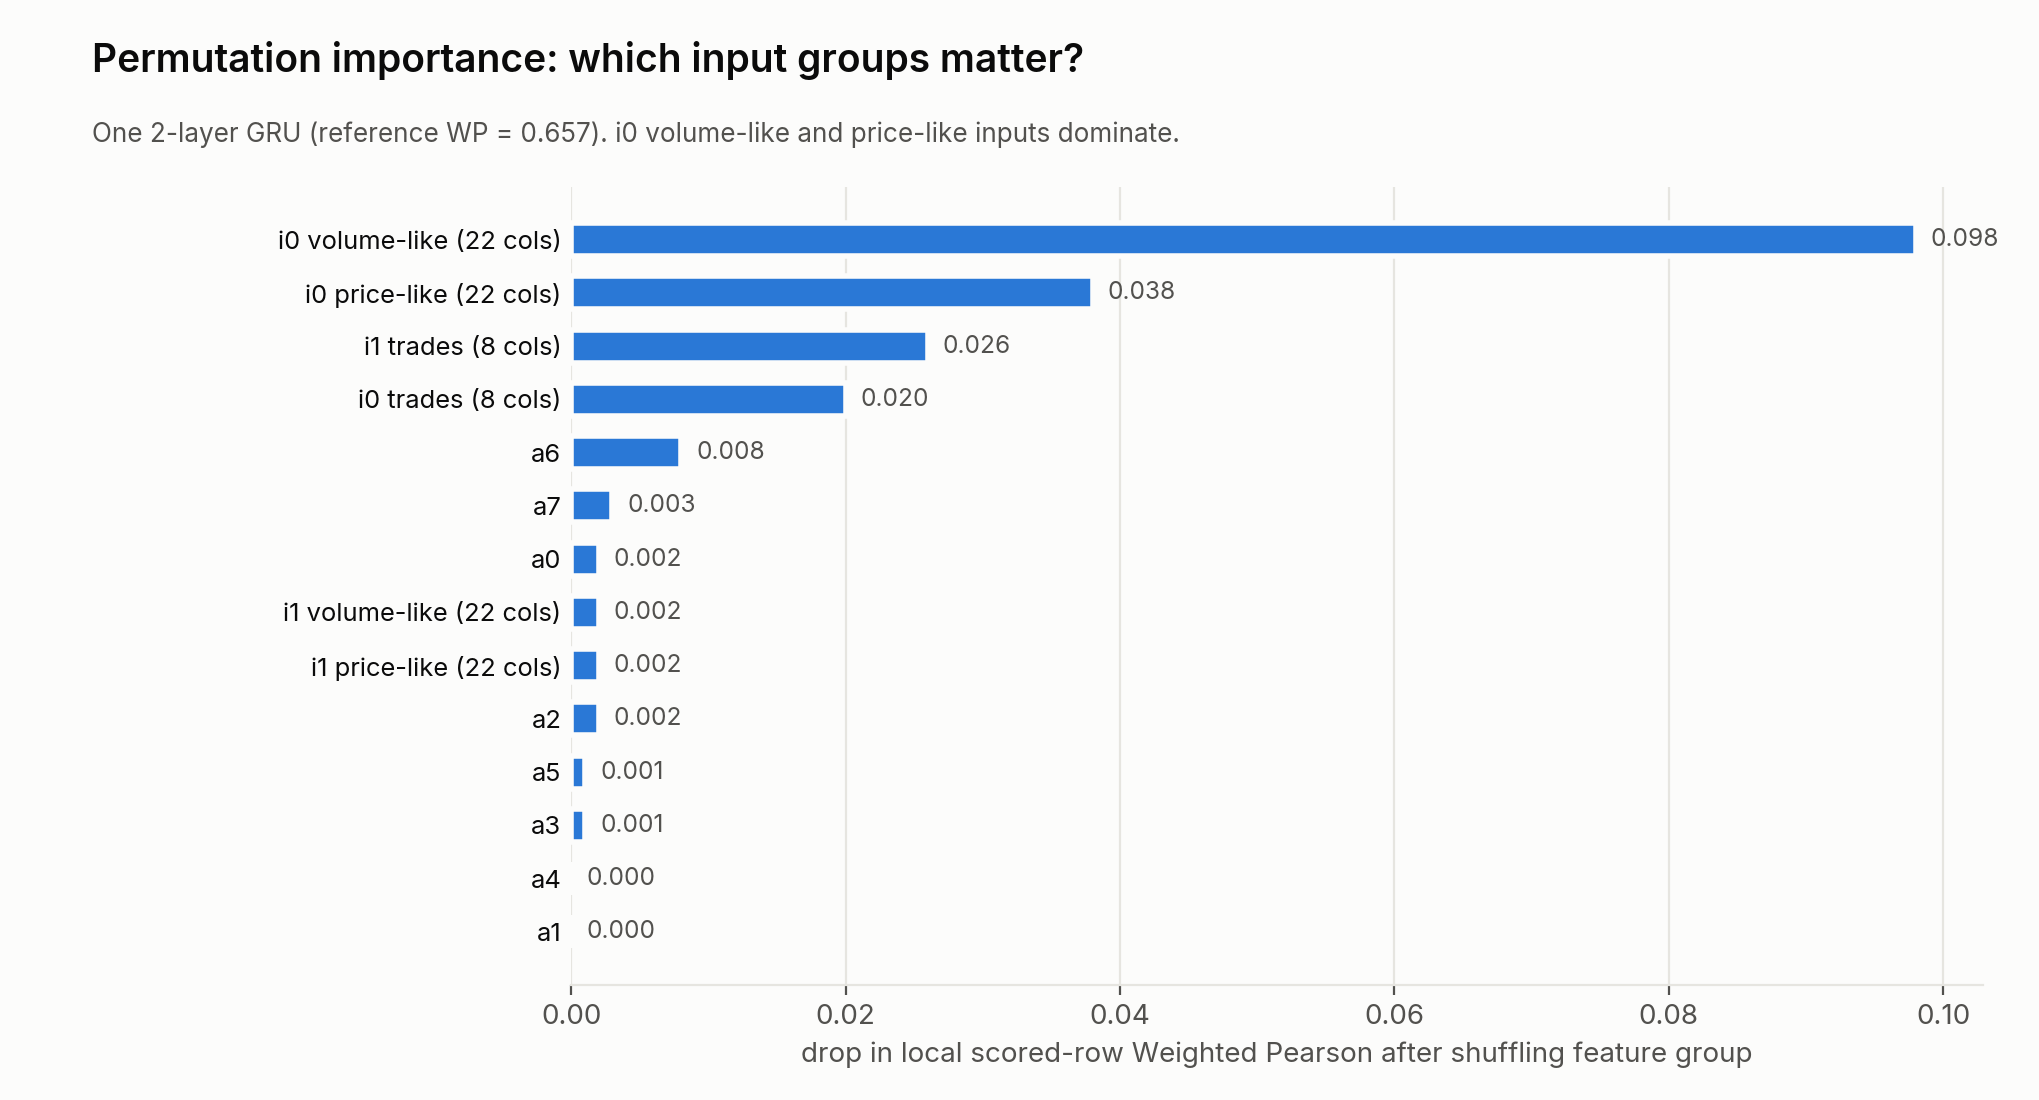 Permutation importance: which input groups matter?
One 2-layer GRU (reference WP = 0.657). i0 volume-like and price-like inputs dominate.
i0 volume-like (22 cols) 0.098
i0 price-like (22 cols) 0.038
i1 trades (8 cols) 0.026
i0 trades (8 cols) 0.020
a6 0.008
a7 0.003
a0 0.002
i1 volume-like (22 cols) 0.002
i1 price-like (22 cols) 0.002
a2 0.002
a5 0.001
a3 0.001
a4 0.000
a1 0.000
0.00 0.02 0.04 0.06 0.08 0.10
drop in local scored-row Weighted Pearson after shuffling feature group